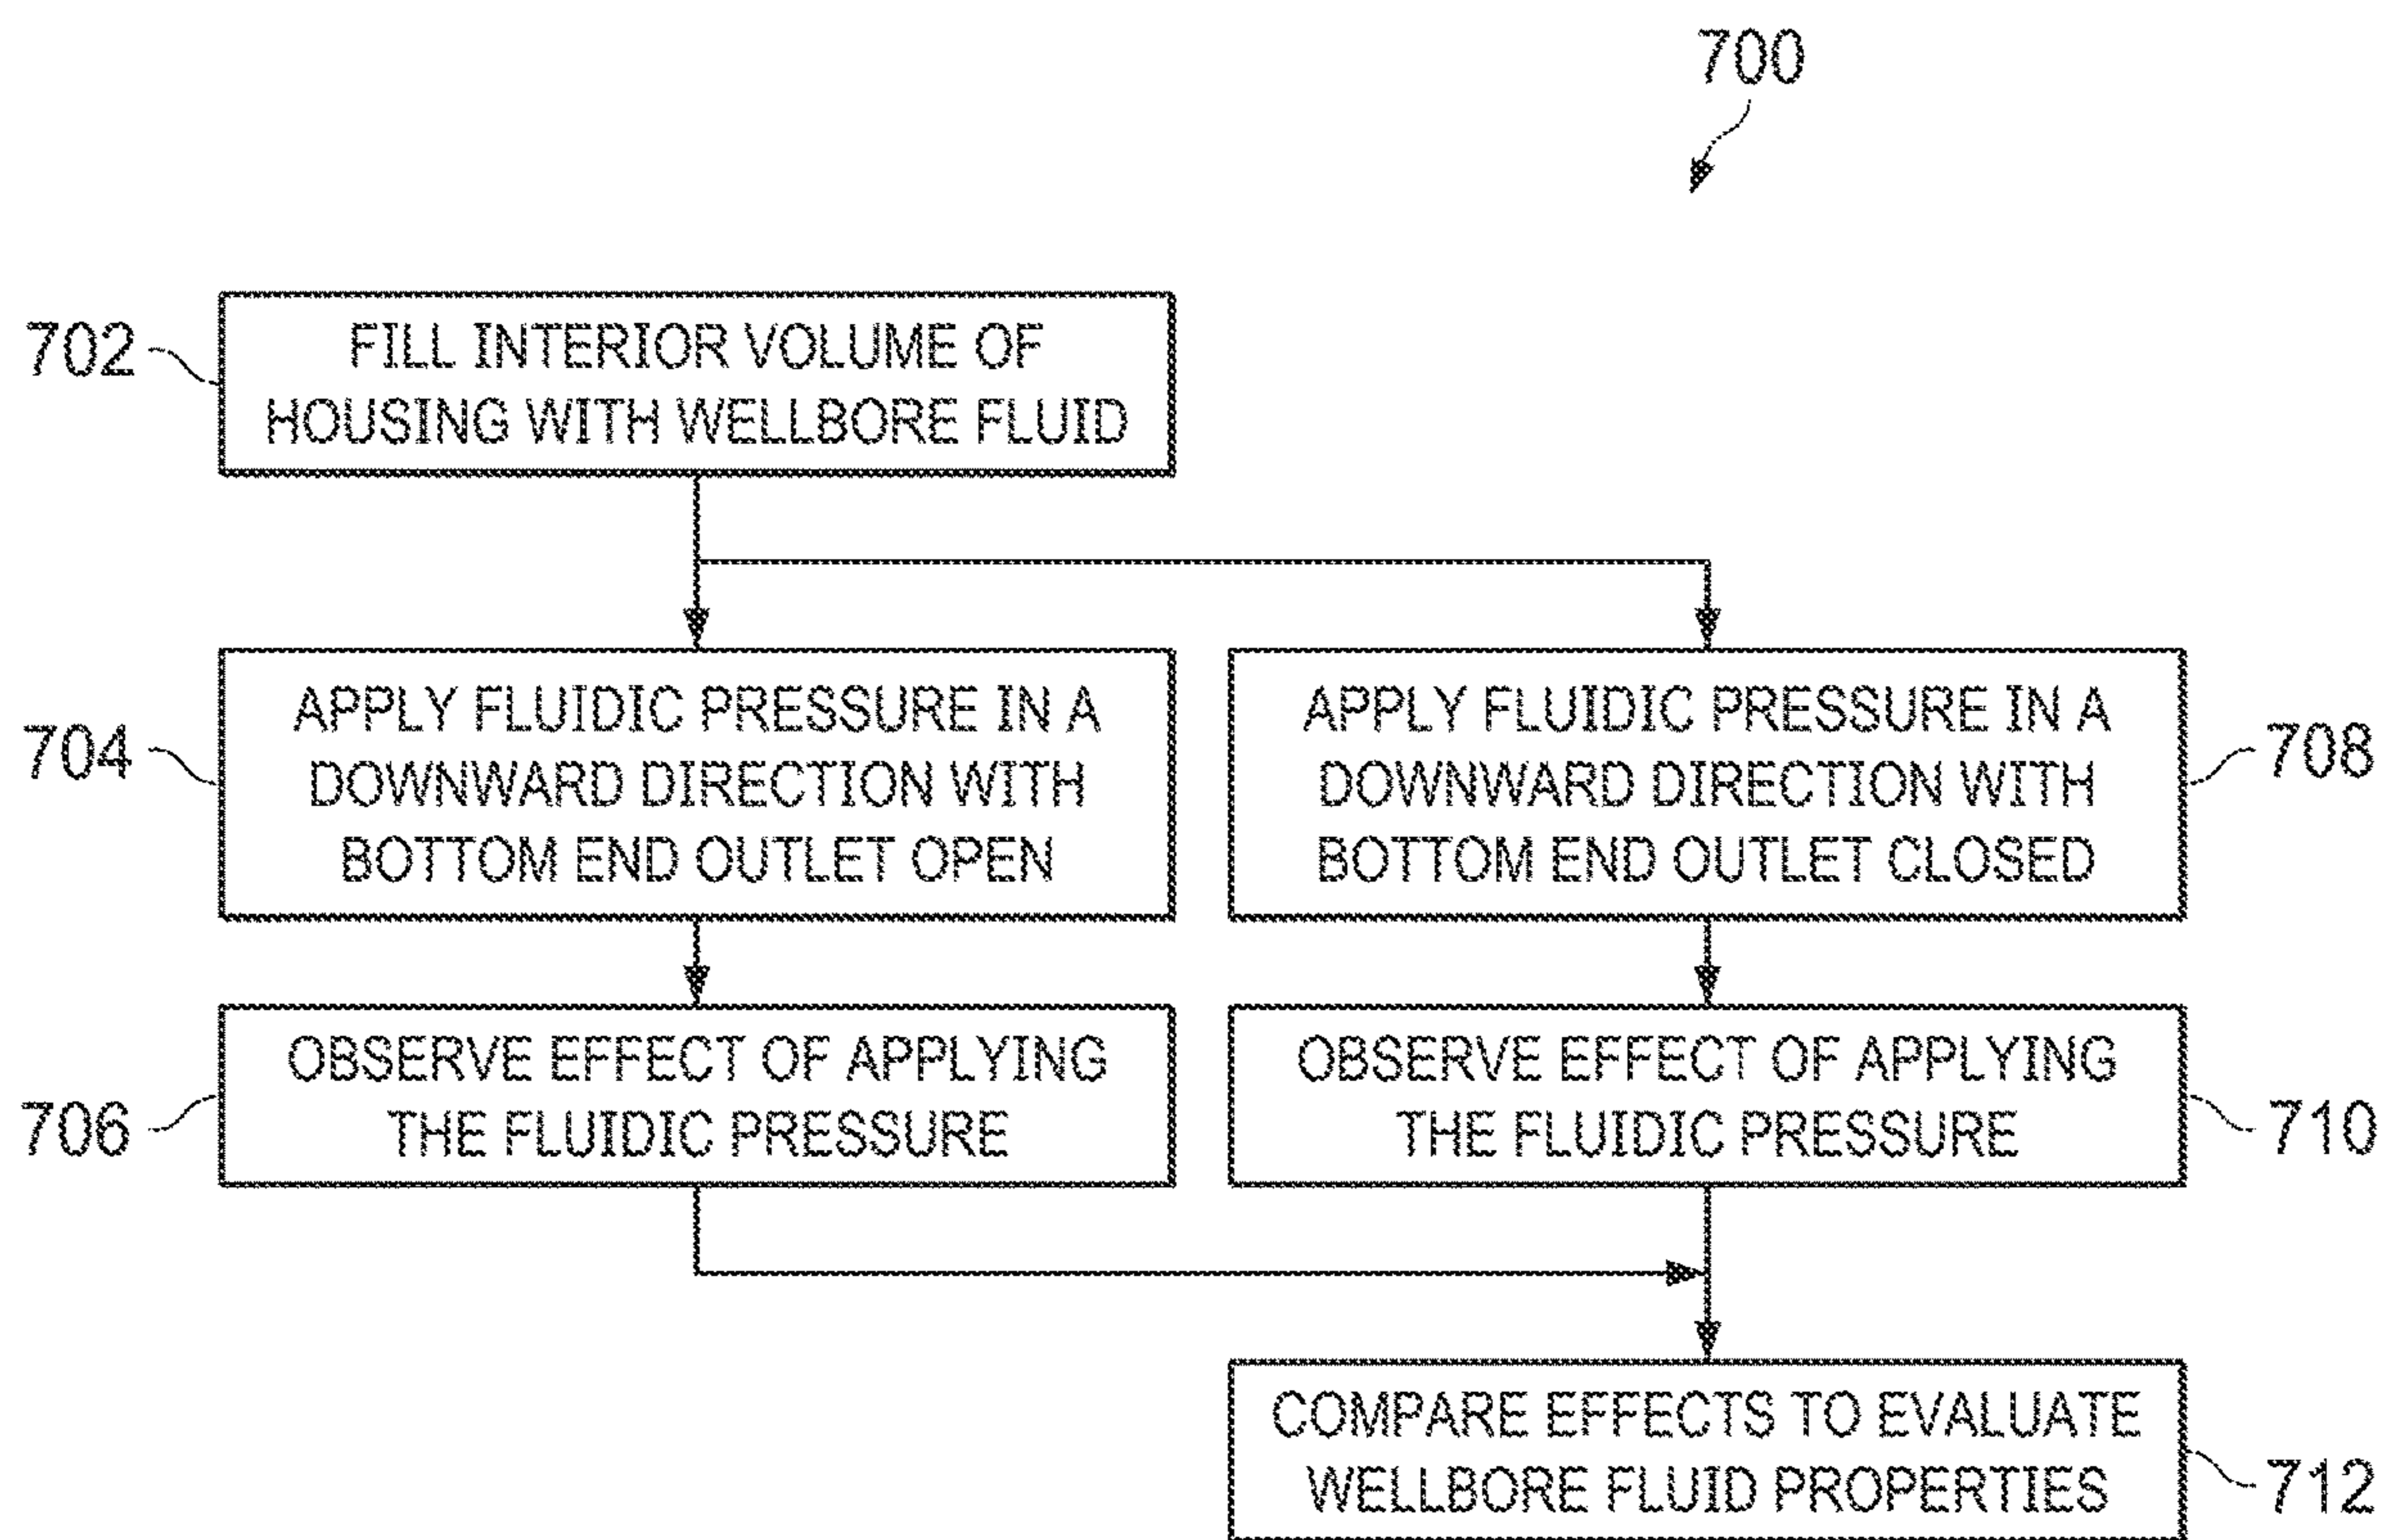 700
702
FILL INTERIOR VOLUME OF
HOUSING WITH WELLBORE FLUID
704
APPLY FLUIDIC PRESSURE IN A
DOWNWARD DIRECTION WITH
BOTTOM END OUTLET OPEN
APPLY FLUIDIC PRESSURE IN A
DOWNWARD DIRECTION WITH
BOTTOM END OUTLET CLOSED
708
706
OBSERVE EFFECT OF APPLYING
THE FLUIDIC PRESSURE
OBSERVE EFFECT OF APPLYING
THE FLUIDIC PRESSURE
710
COMPARE EFFECTS TO EVALUATE
WELLBORE FLUID PROPERTIES
712